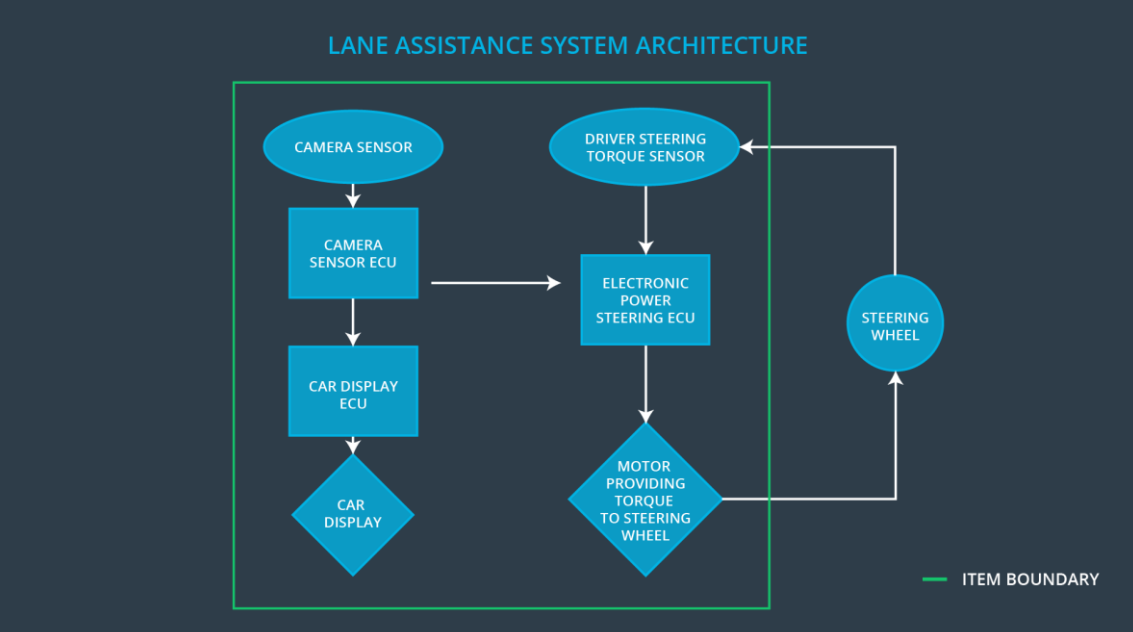 LANE ASSISTANCE SYSTEM ARCHITECTURE
CAMERA SENSOR
CAMERA
SENSOR ECU
CAR DISPLAY
ECU
CAR
DISPLAY
DRIVER STEERING
TORQUE SENSOR
ELECTRONIC
POWER
STEERING ECU
MOTOR
PROVIDING
TORQUE
TO STEERING
WHEEL
STEERING
WHEEL
ITEM BOUNDARY